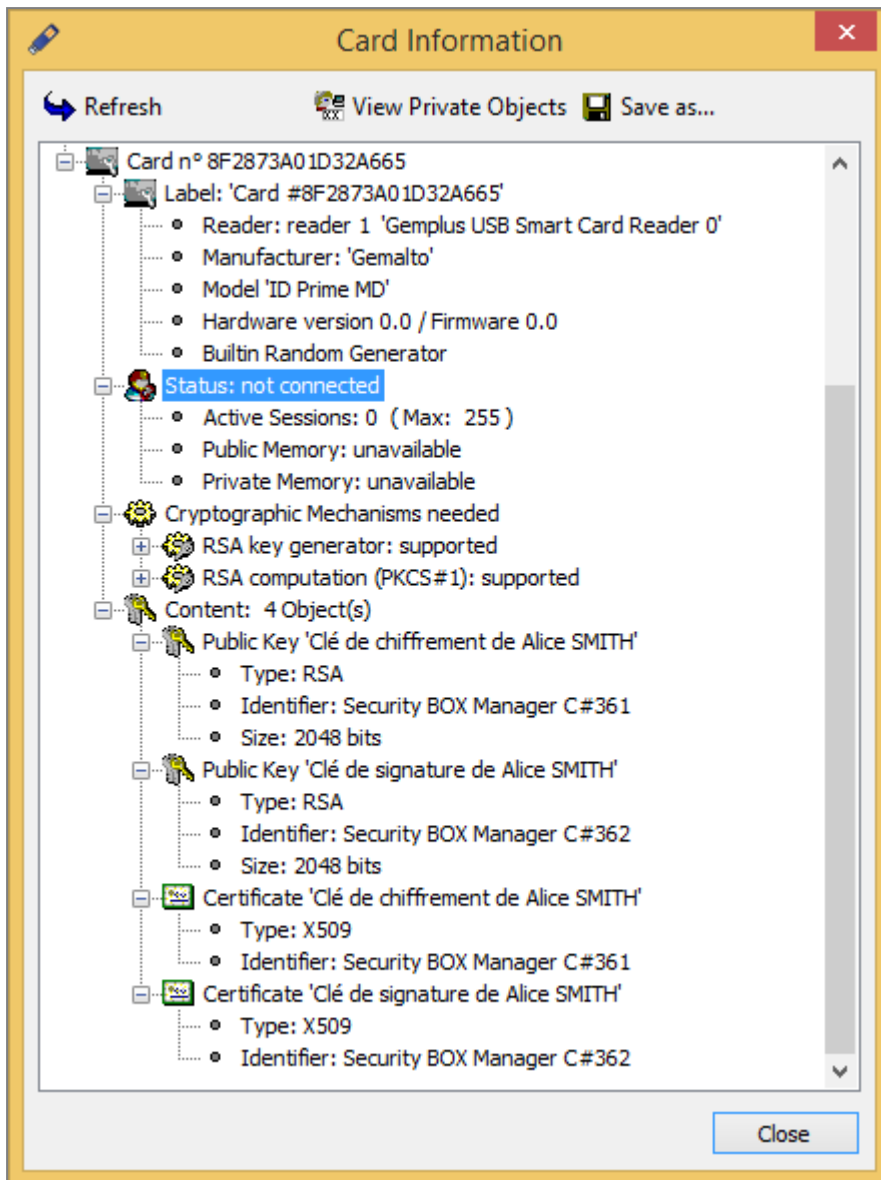 Card Information
Refresh View Private Objects Save as...
Card n° 8F2873A01D32A665
Label: 'Card #8F2873A01D32A665'
Reader: reader 1 'Gemplus USB Smart Card Reader 0'
Manufacturer: 'Gemalto'
Model 'ID Prime MD'
Hardware version 0.0 / Firmware 0.0
Builtin Random Generator
Status: not connected
Active Sessions: 0 ( Max: 255 )
Public Memory: unavailable
Private Memory: unavailable
Cryptographic Mechanisms needed
RSA key generator: supported
RSA computation (PKCS#1): supported
Content: 4 Object(s)
Public Key 'Clé de chiffrement de Alice SMITH'
Type: RSA
Identifier: Security BOX Manager C#361
Size: 2048 bits
Public Key 'Clé de signature de Alice SMITH'
Type: RSA
Identifier: Security BOX Manager C#362
Size: 2048 bits
Certificate 'Clé de chiffrement de Alice SMITH'
Type: X509
Identifier: Security BOX Manager C#361
Certificate 'Clé de signature de Alice SMITH'
Type: X509
Identifier: Security BOX Manager C#362
Close